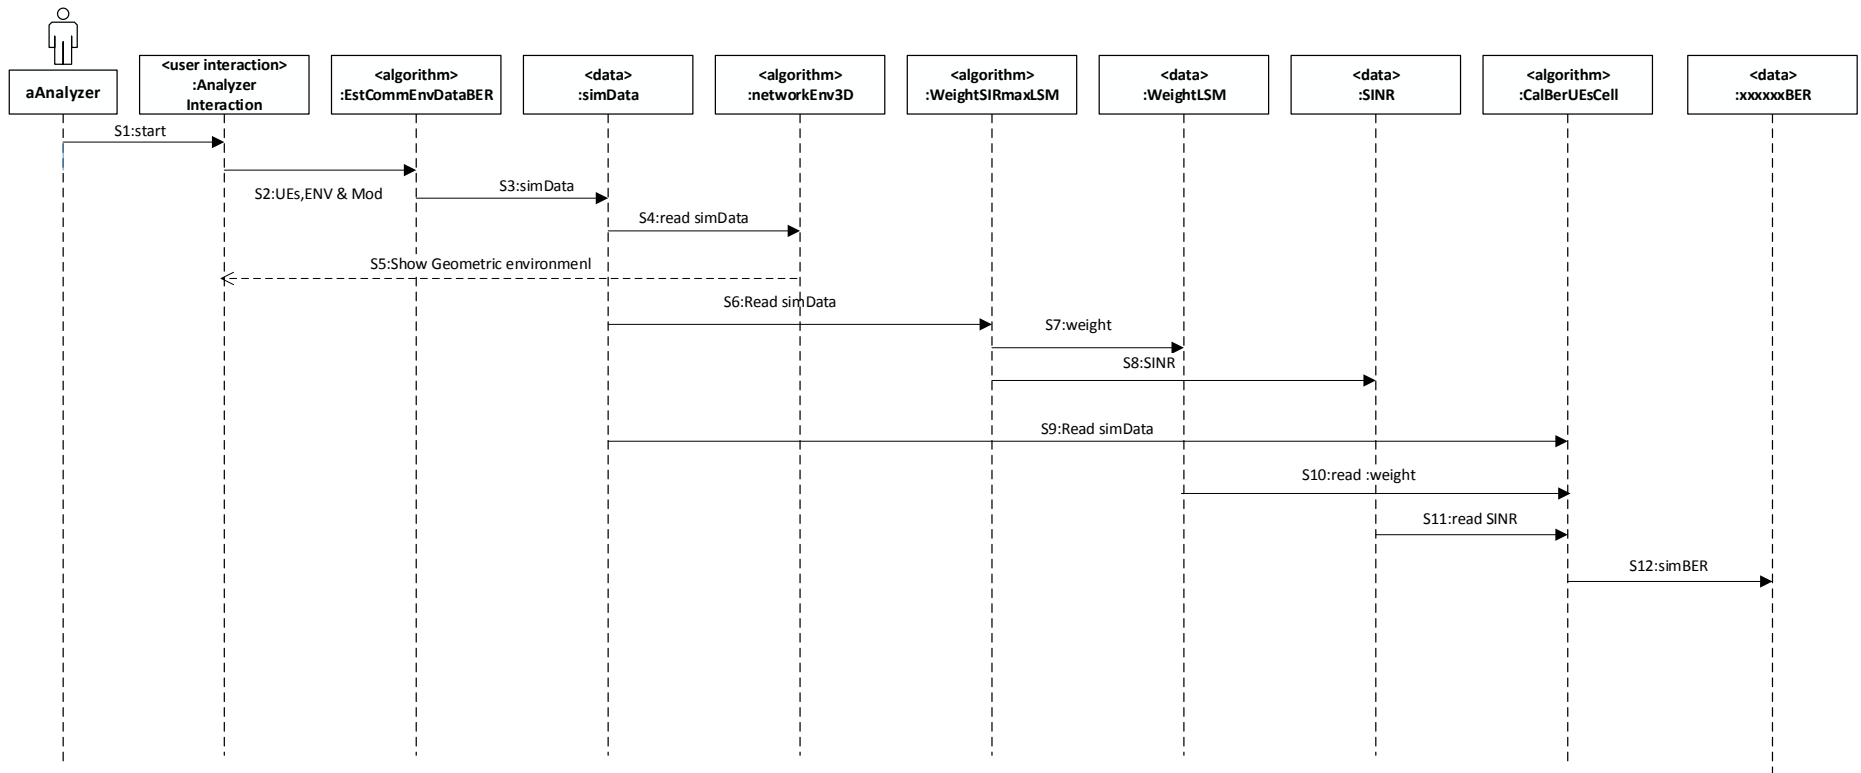 aAnalyzer
<user interaction>
:Analyzer
Interaction
<algorithm>
:EstCommEnvDataBER
<data>
:simData
<algorithm>
:networkEnv3D
<algorithm>
:WeightSIRmaxLSM
<data>
:WeightLSM
<data>
:SINR
<algorithm>
:CalBerUEsCell
<data>
:xxxxxxBER
S1:start
S2:UEs,ENV & Mod
S3:simData
S4:read simData
S5:Show Geometric environmenl
S6:Read simData
S7:weight
S8:SINR
S9:Read simData
S10:read :weight
S11:read SINR
S12:simBER